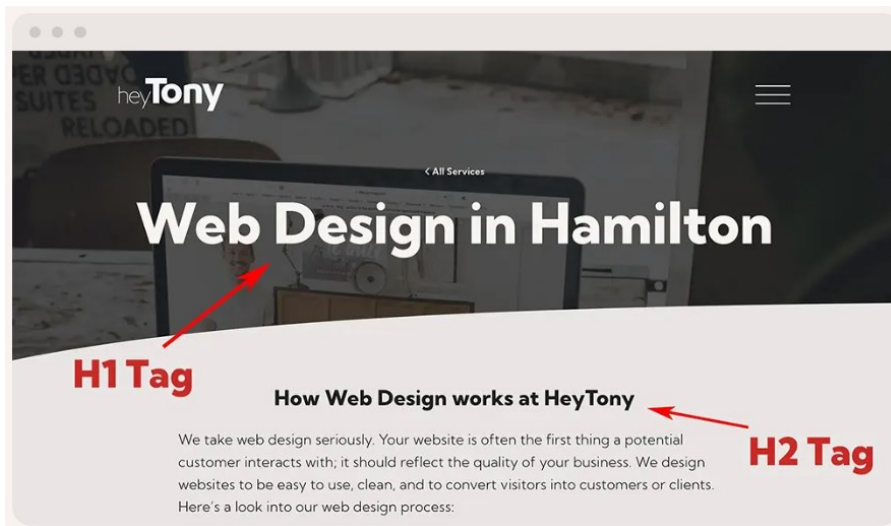 PER
SUITES
RELOADED
heyTony
< All Services
Web Design in Hamilton
H1 Tag
How Web Design works at HeyTony
H2 Tag
We take web design seriously. Your website is often the first thing a potential
customer interacts with; it should reflect the quality of your business. We design
websites to be easy to use, clean, and to convert visitors into customers or clients.
Here's a look into our web design process: